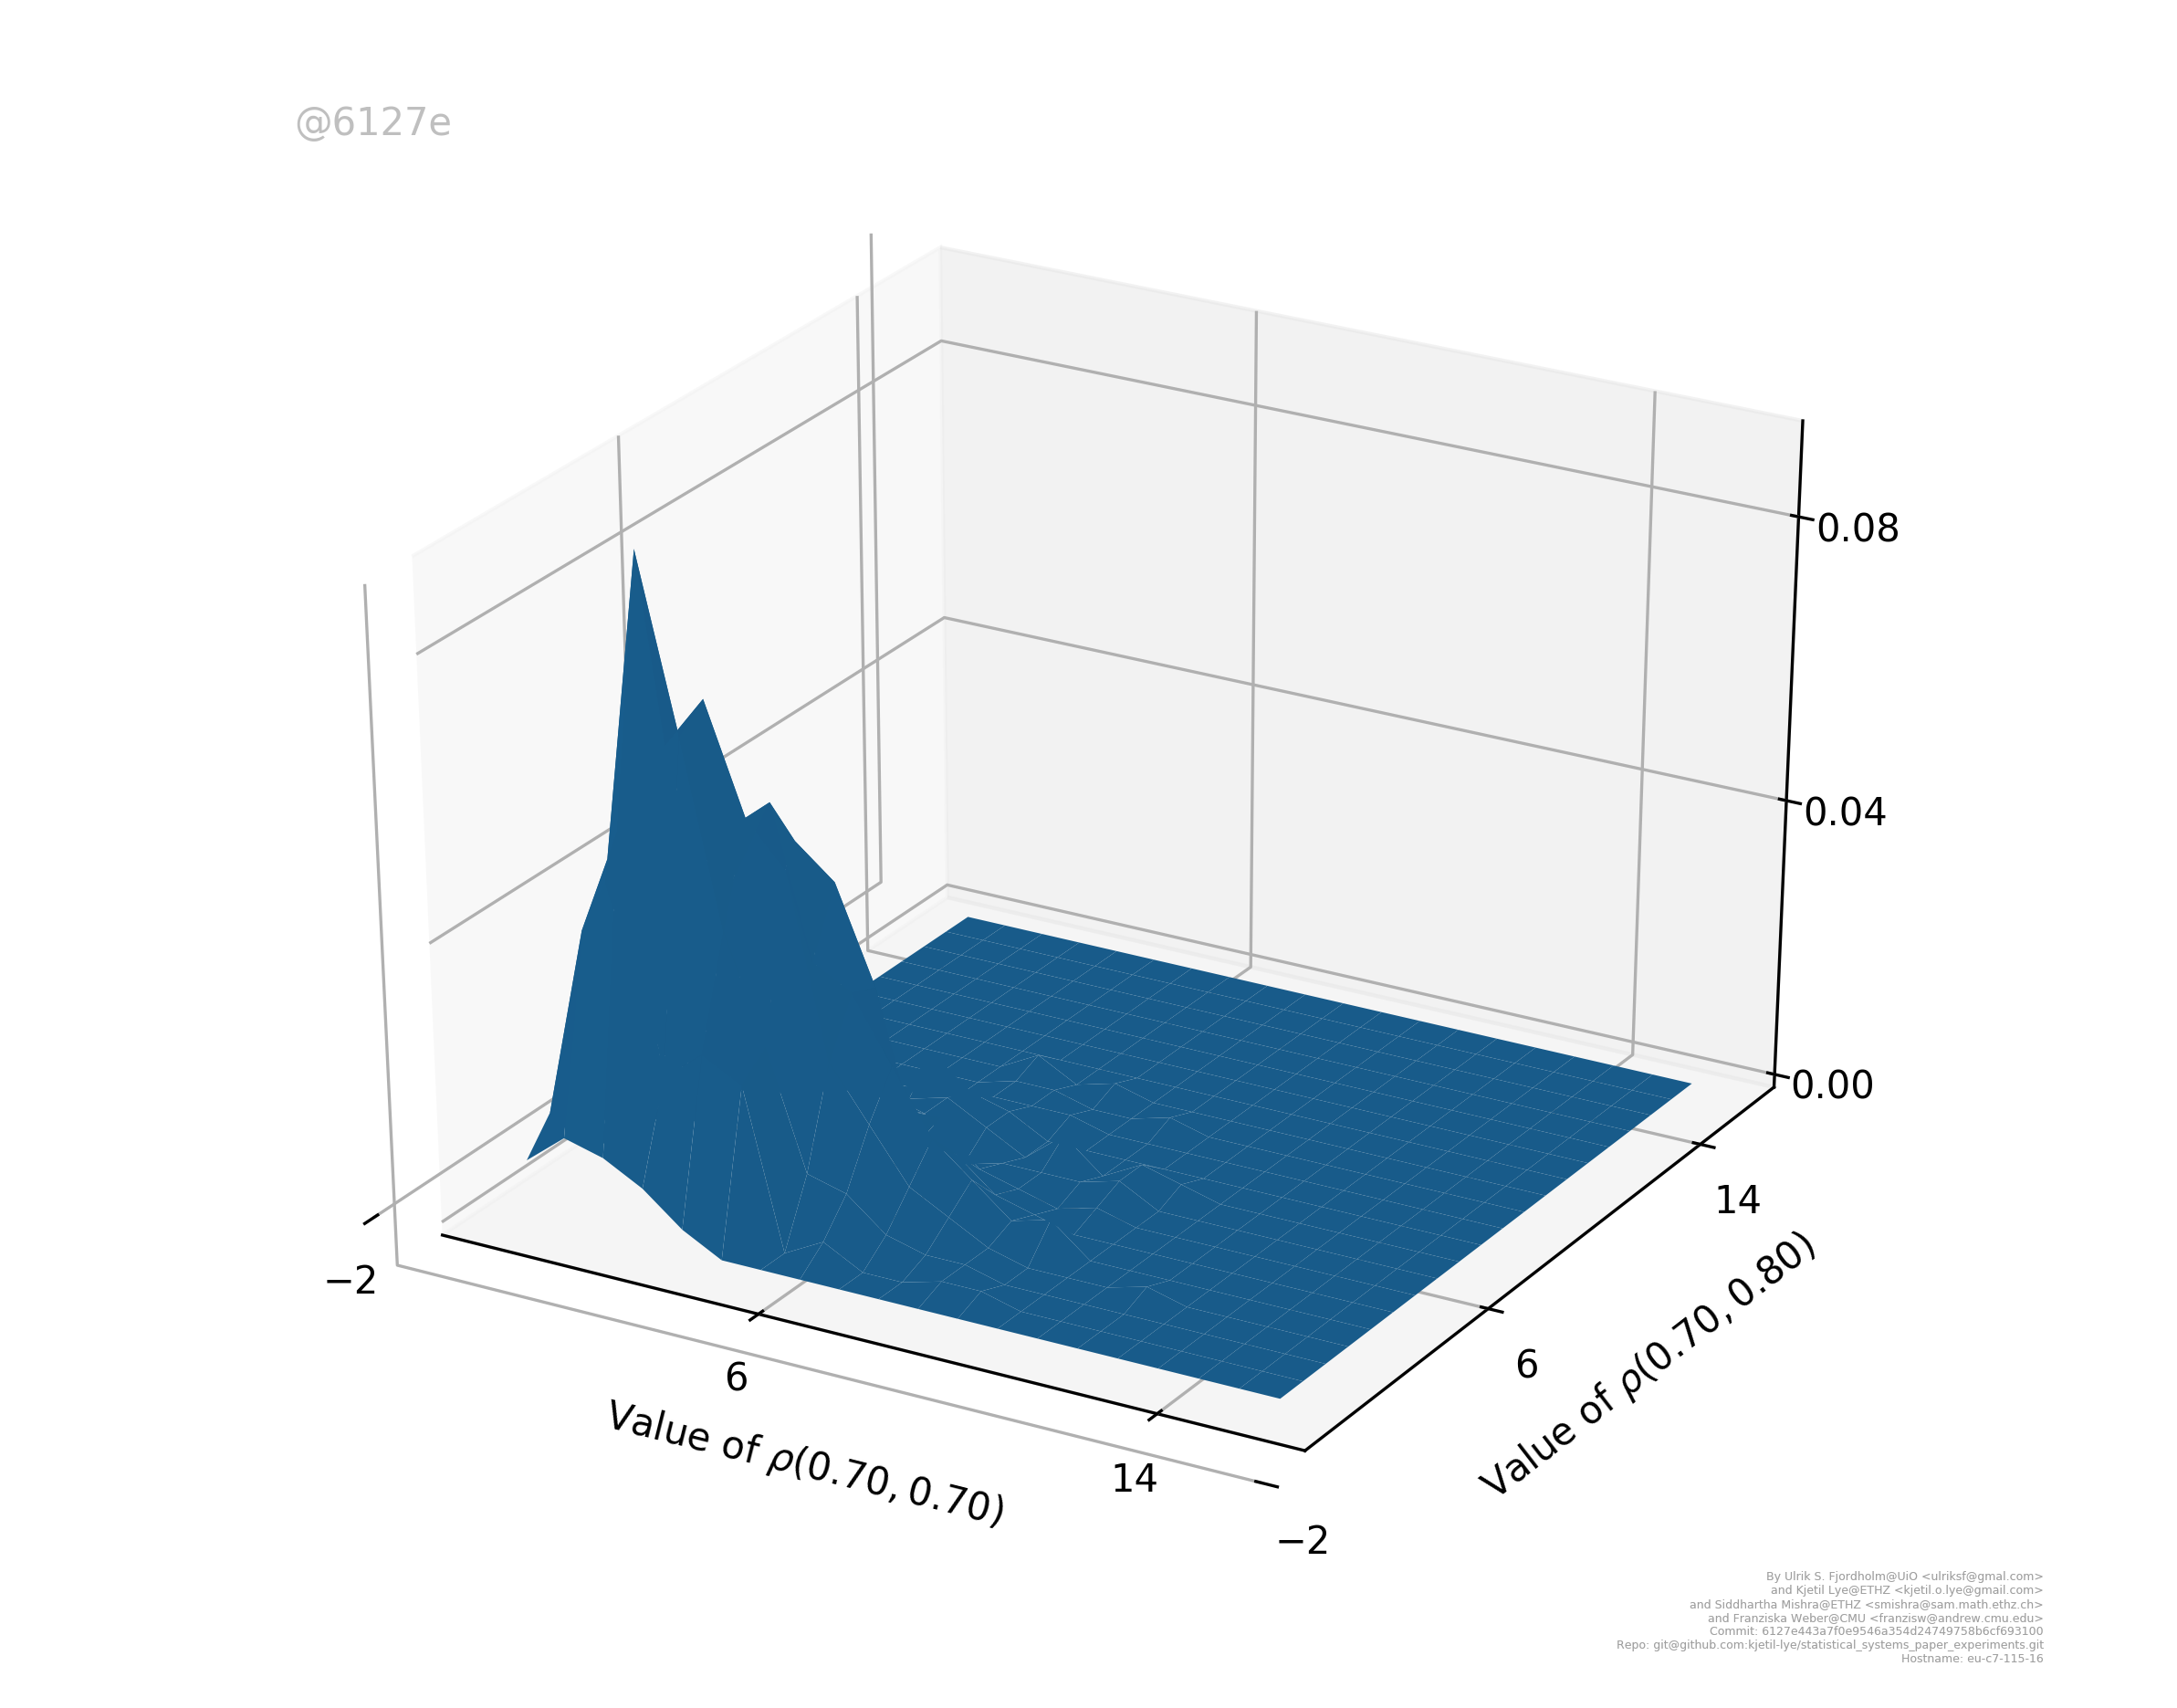 @6127e
0.08
0.04
0.00
14
6
−2
Value of ρ(0.70, 0.80)
−2
6
14
Value of ρ(0.70, 0.70)
By Ulrik S. Fjordholm@UiO <ulriksf@gmal.com>
and Kjetil Lye@ETHZ <kjetil.o.lye@gmail.com>
and Siddhartha Mishra@ETHZ <smishra@sam.math.ethz.ch>
and Franziska Weber@CMU <franzisw@andrew.cmu.edu>
Commit: 6127e443a7f0e9546a354d24749758b6cf693100
Repo: git@github.com:kjetil-lye/statistical_systems_paper_experiments.git
Hostname: eu-c7-115-16